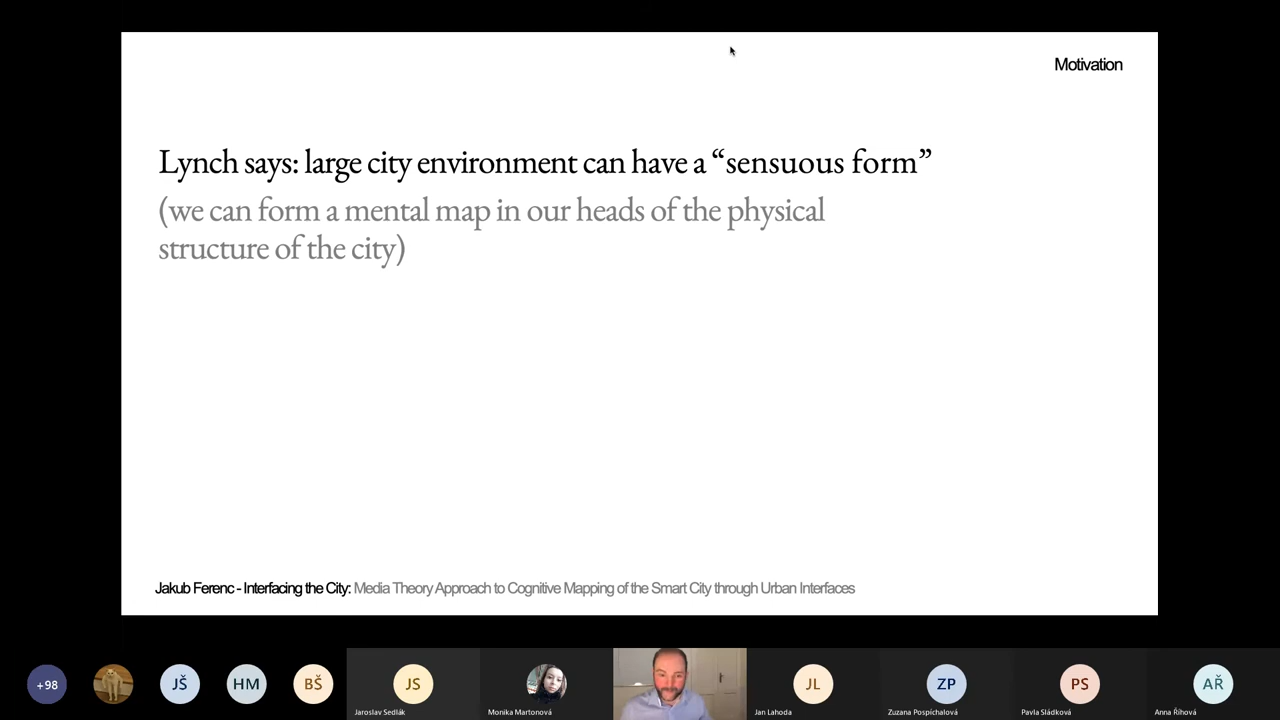 Motivation
Lynch says: large city environment can have a “sensuous form”
(we can form a mental map in our heads of the physical
structure of the city)
Jakub Ferenc - Interfacing the City: Media Theory Approach to Cognitive Mapping of the Smart City through Urban Interfaces
+98
JŠ
HM
BŠ
JS
JL
ZP
PS
AŘ
Jaroslav Sedlák
Monika Martonová
Jan Lahoda
Zuzana Pospíchalová
Pavla Sládková
Anna Říhová